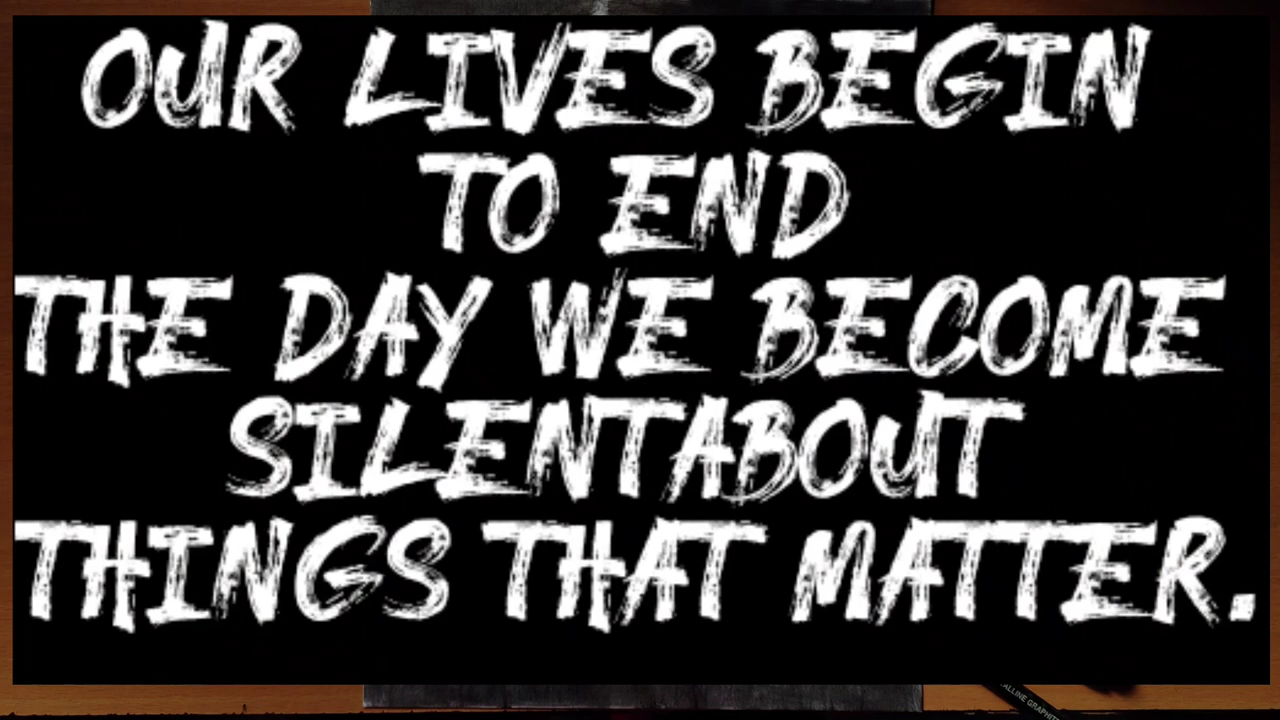 OUR LIVES BEGIN
TO END
THE DAY WE BECOME
SILENTABOUT
THINGS THAT MATTER.